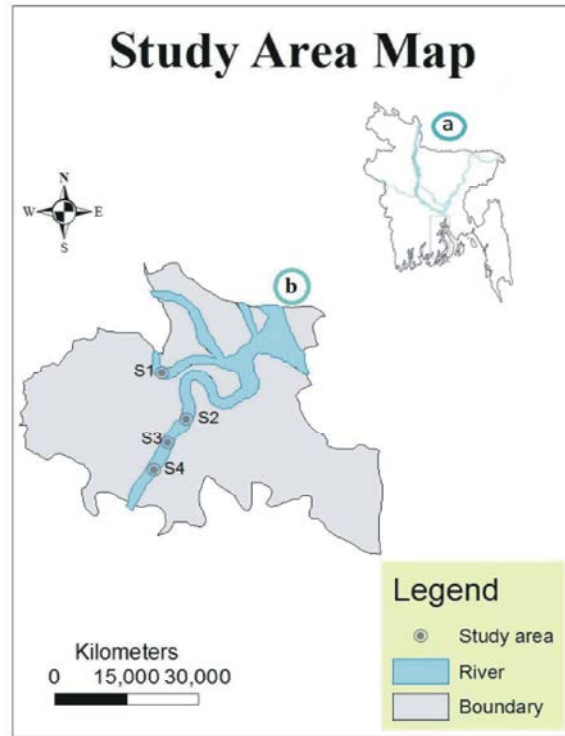 Study Area Map
a
N
W E
S
b
S1
S2
S3
S4
Legend
Study area
River
Boundary
Kilometers
0 15,000 30,000